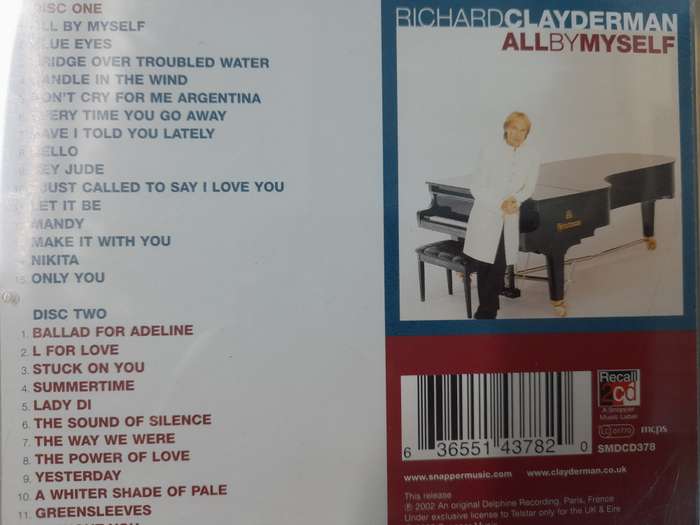 DISC ONE
ALL BY MYSELF
BLUE EYES
BRIDGE OVER TROUBLED WATER
CANDLE IN THE WIND
DON'T CRY FOR ME ARGENTINA
EVERY TIME YOU GO AWAY
HAVE I TOLD YOU LATELY
HELLO
HEY JUDE
I JUST CALLED TO SAY I LOVE YOU
LET IT BE
MANDY
MAKE IT WITH YOU
NIKITA
15. ONLY YOU
DISC TWO
1. BALLAD FOR ADELINE
2. L FOR LOVE
3. STUCK ON YOU
4. SUMMERTIME
5. LADY DI
6. THE SOUND OF SILENCE
7. THE WAY WE WERE
8. THE POWER OF LOVE
9. YESTERDAY
10. A WHITER SHADE OF PALE
11. GREENSLEEVES
RICHARDCLAYDERMAN
ALLBYMYSELF
6 36551 43782 0
Recall
2cd
A Snapper
Music Label
mcps
SMDCD378
www.snappermusic.com
www.clayderman.co.uk
This release
℗ 2002 An original Delphine Recording, Paris, France
Under exclusive license to Telstar only for the UK & Eire